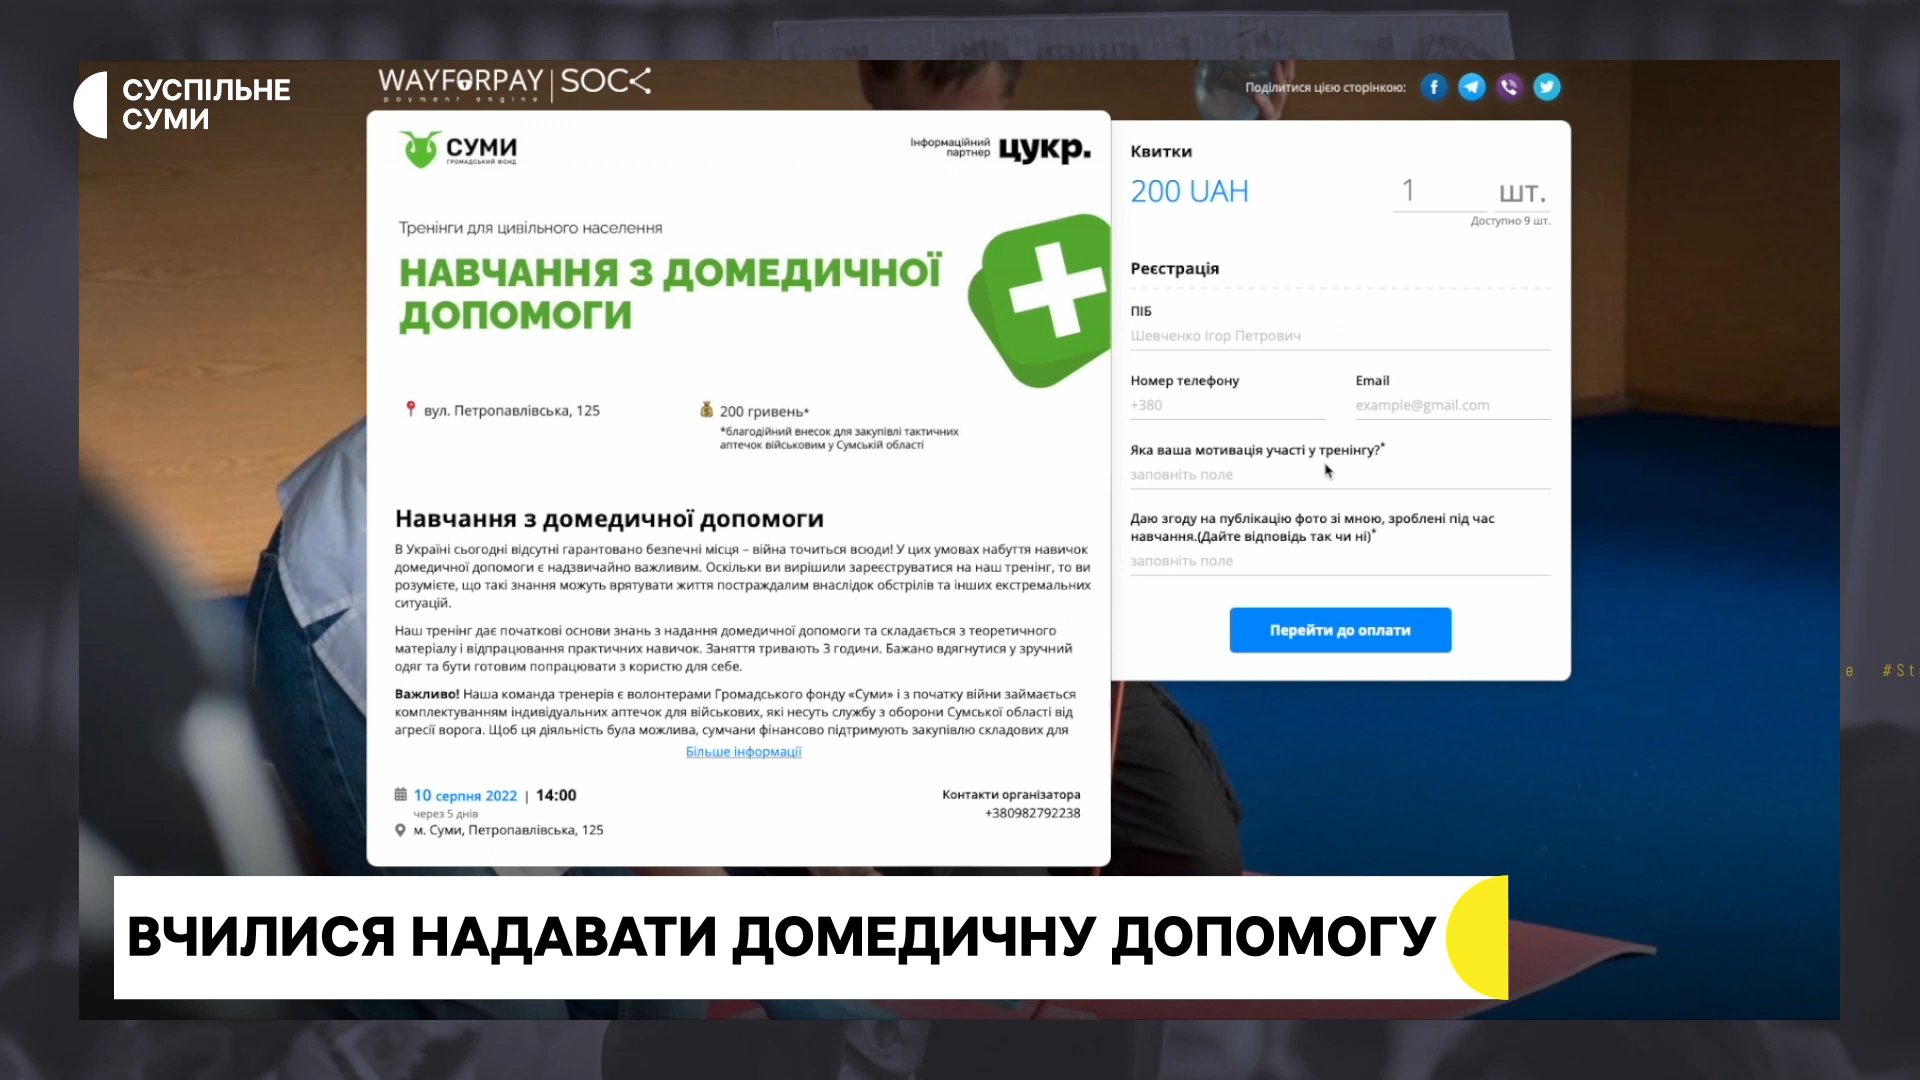 СУСПІЛЬНЕ
СУМИ
WAYFORPAY | SOC
payment engine
Поділитися цією сторінкою:
СУМИ
ГРОМАДСЬКИЙ ФОНД
Інформаційний
партнер
цукр.
Тренінги для цивільного населення
НАВЧАННЯ З ДОМЕДИЧНОЇ
ДОПОМОГИ
вул. Петропавлівська, 125
200 гривень*
*благодійний внесок для закупівлі тактичних
аптечок військовим у Сумській області
Навчання з домедичної допомоги
В Україні сьогодні відсутні гарантовано безпечні місця – війна точиться всюди! У цих умовах набуття навичок
домедичної допомоги є надзвичайно важливим. Оскільки ви вирішили зареєструватися на наш тренінг, то ви
розумієте, що такі знання можуть врятувати життя постраждалим внаслідок обстрілів та інших екстремальних
ситуацій.
Наш тренінг дає початкові основи знань з надання домедичної допомоги та складається з теоретичного
матеріалу і відпрацювання практичних навичок. Заняття тривають 3 години. Бажано вдягнутися у зручний
одяг та бути готовим попрацювати з користю для себе.
Важливо! Наша команда тренерів є волонтерами Громадського фонду «Суми» і з початку війни займається
комплектуванням індивідуальних аптечок для військових, які несуть службу з оборони Сумської області від
агресії ворога. Щоб ця діяльність була можлива, сумчани фінансово підтримують закупівлю складових для
Більше інформації
10 серпня 2022 | 14:00
через 5 днів
м. Суми, Петропавлівська, 125
Контакти організатора
+380982792238
Квитки
200 UAH
1 шт.
Доступно 9 шт.
Реєстрація
ПІБ
Шевченко Ігор Петрович
Номер телефону
+380
Email
example@gmail.com
Яка ваша мотивація участі у тренінгу?*
заповніть поле
Даю згоду на публікацію фото зі мною, зроблені під час
навчання.(Дайте відповідь так чи ні)*
заповніть поле
Перейти до оплати
e #St
ВЧИЛИСЯ НАДАВАТИ ДОМЕДИЧНУ ДОПОМОГУ